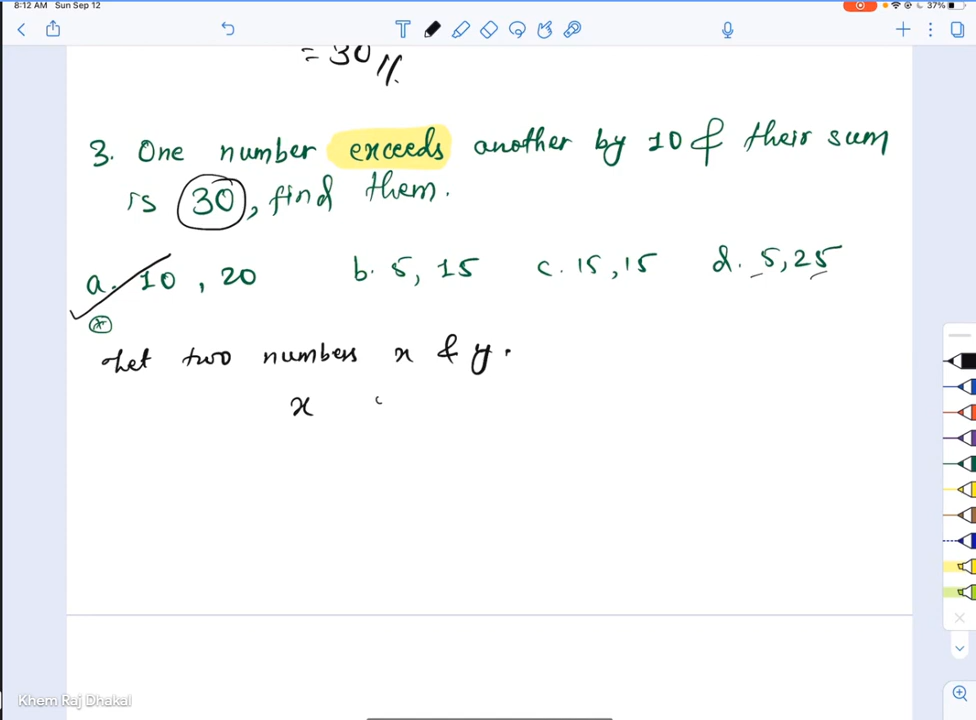 8:12 AM Sun Sep 12
37%
= 30 //.
3. One number exceeds another by 10 & their sum
is 30, find them.
a. 10, 20 b. 5, 15 c. 15, 15 d. 5, 25
Let two numbers x & y.
x
Khem Raj Dhakal